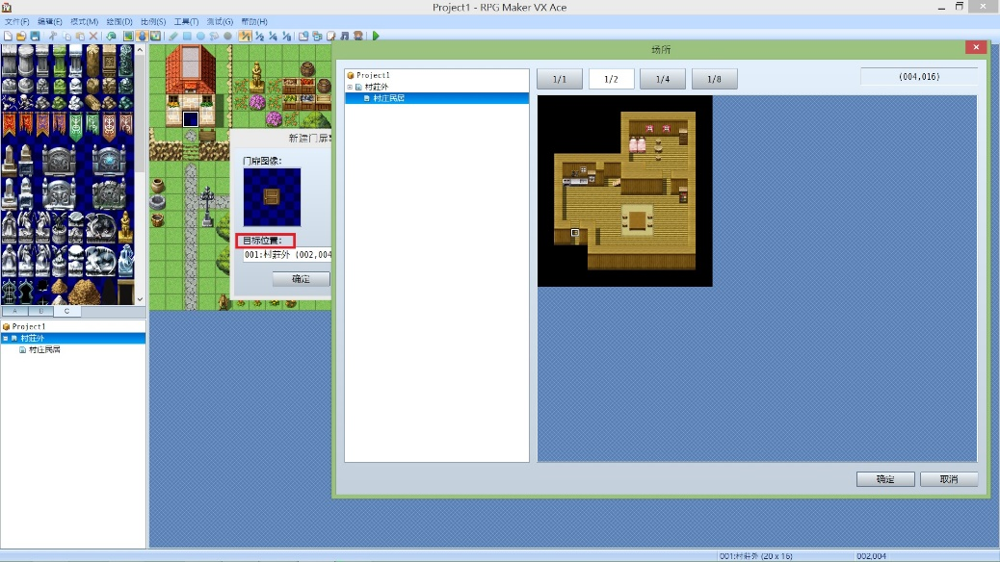 Project1 - RPG Maker VX Ace
文件(F) 编辑(E) 模式(M) 绘图(D) 比例(S) 工具(T) 测试(G) 帮助(H)
场所
Project1
村莊外
村庄民居
1/1 1/2 1/4 1/8
(004,016)
新建门廊
门廊图像:
目标位置:
001:村莊外 (002,004
确定
A B C
Project1
村莊外
村庄民居
确定 取消
001:村莊外 (20 x 16) 002,004